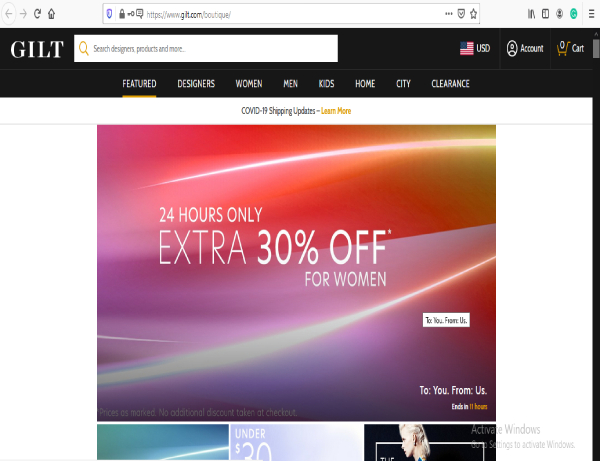 https://www.gilt.com/boutique/
GILT
Search designers, products and more...
USD
Account
0
Cart
FEATURED DESIGNERS WOMEN MEN KIDS HOME CITY CLEARANCE
COVID-19 Shipping Updates – Learn More
24 HOURS ONLY
EXTRA 30% OFF*
FOR WOMEN
To: You. From: Us.
To: You. From: Us.
Ends in 11 hours
*Prices as marked. No additional discount taken at checkout.
Activate Windows
Go to Settings to activate Windows.
UNDER
$30
THE